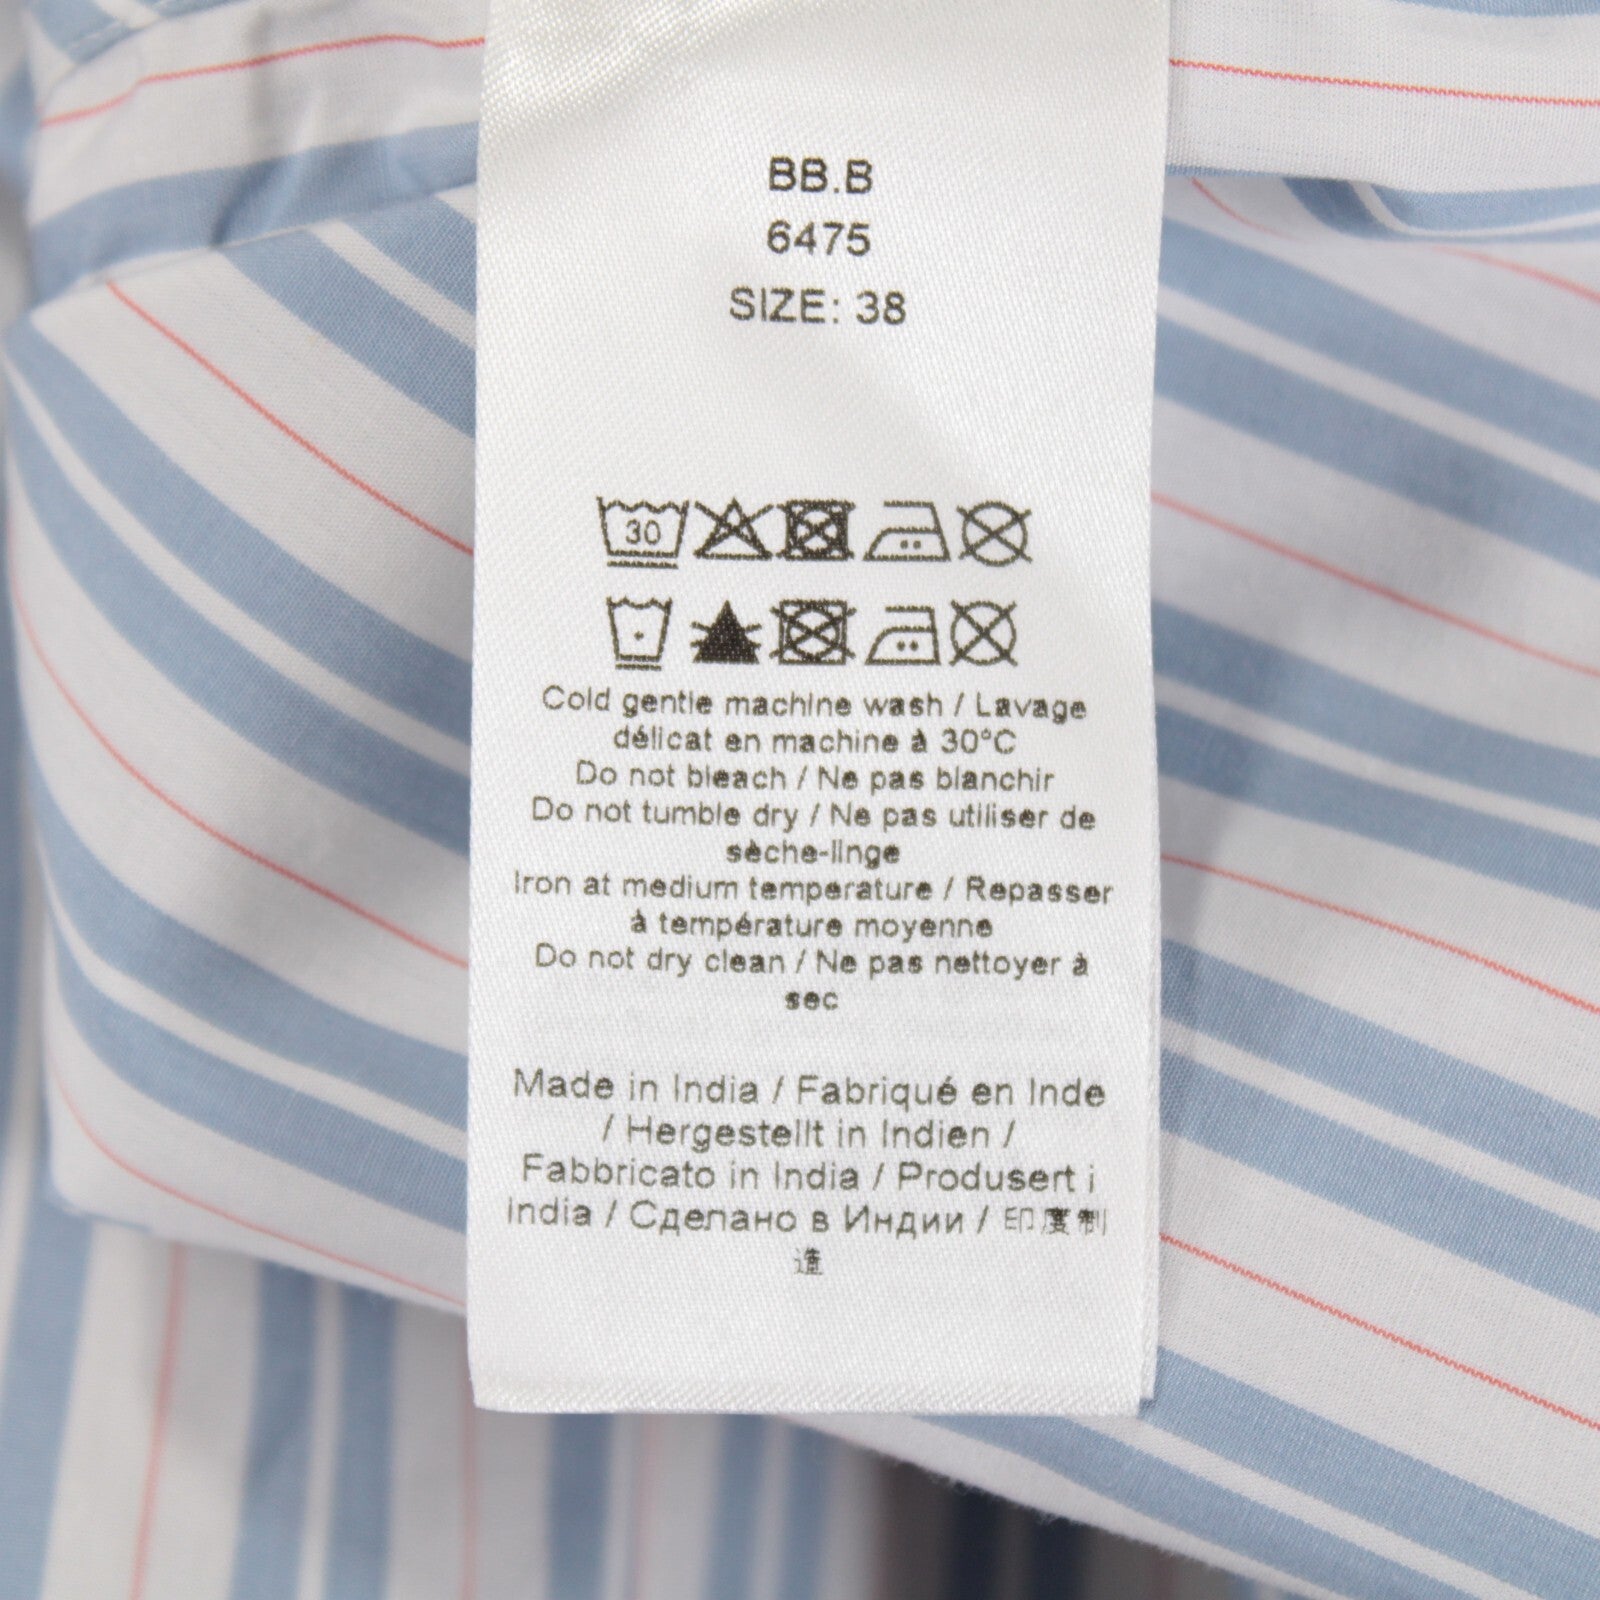 BB.B
6475
SIZE: 38
30
Cold gentle machine wash / Lavage
délicat en machine à 30°C
Do not bleach / Ne pas blanchir
Do not tumble dry / Ne pas utiliser de
sèche-linge
Iron at medium temperature / Repasser
à température moyenne
Do not dry clean / Ne pas nettoyer à
sec
Made in India / Fabriqué en Inde
/ Hergestellt in Indien /
Fabbricato in India / Produsert i
India / Сделано в Индии / 印度制
造